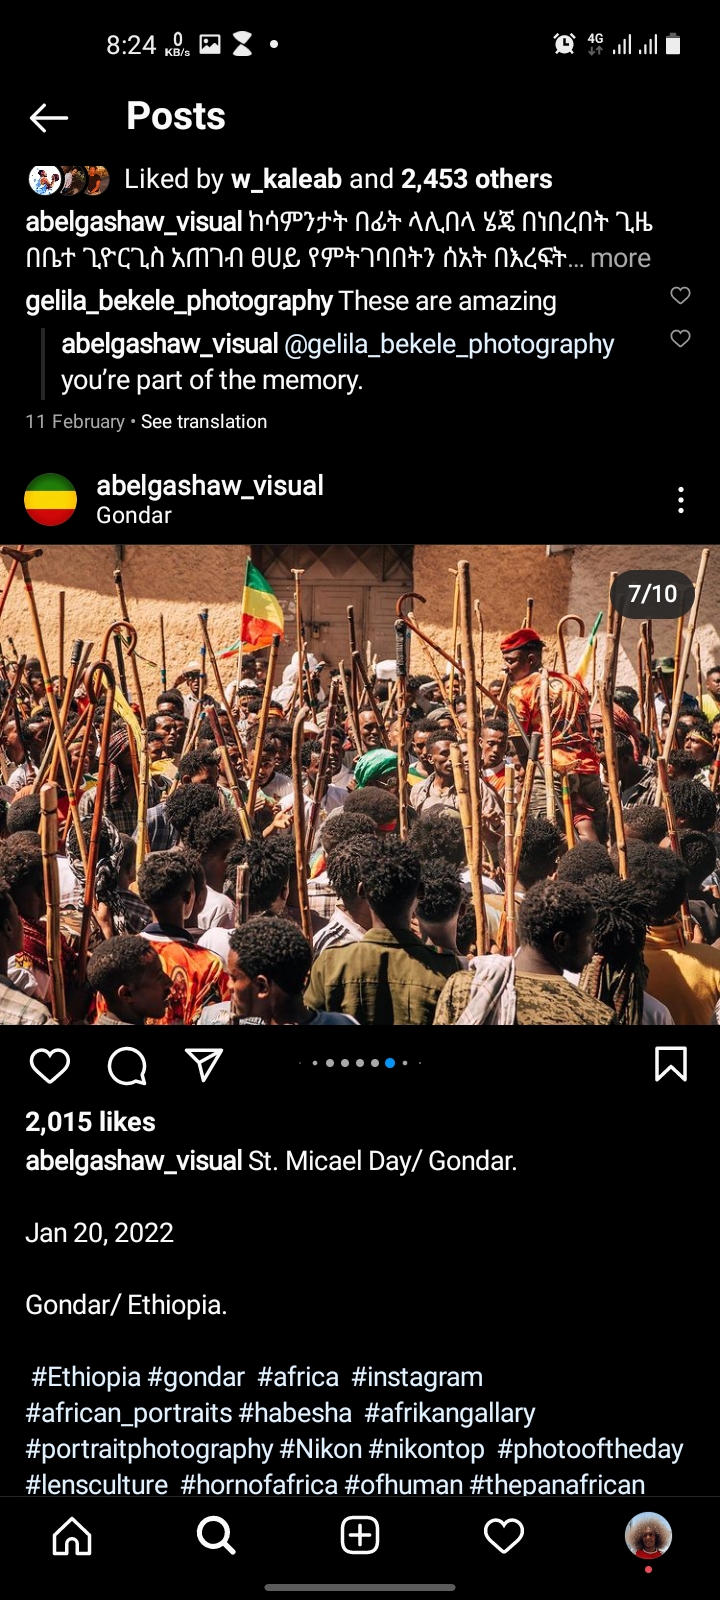 8:24 0 KB/s 4G
Posts
Liked by w_kaleab and 2,453 others
abelgashaw_visual ከሳምንታት በፊት ላሊበላ ሄጄ በነበረበት ጊዜ
በቤተ ጊዮርጊስ አጠገብ ፀሀይ የምትገባበትን ሰአት በእረፍት... more
gelila_bekele_photography These are amazing
abelgashaw_visual @gelila_bekele_photography
you’re part of the memory.
11 February • See translation
abelgashaw_visual
Gondar
7/10
2,015 likes
abelgashaw_visual St. Micael Day/ Gondar.
Jan 20, 2022
Gondar/ Ethiopia.
#Ethiopia #gondar #africa #instagram
#african_portraits #habesha #afrikangallary
#portraitphotography #Nikon #nikontop #photooftheday
#lensculture #hornofafrica #ofhuman #thepanafrican